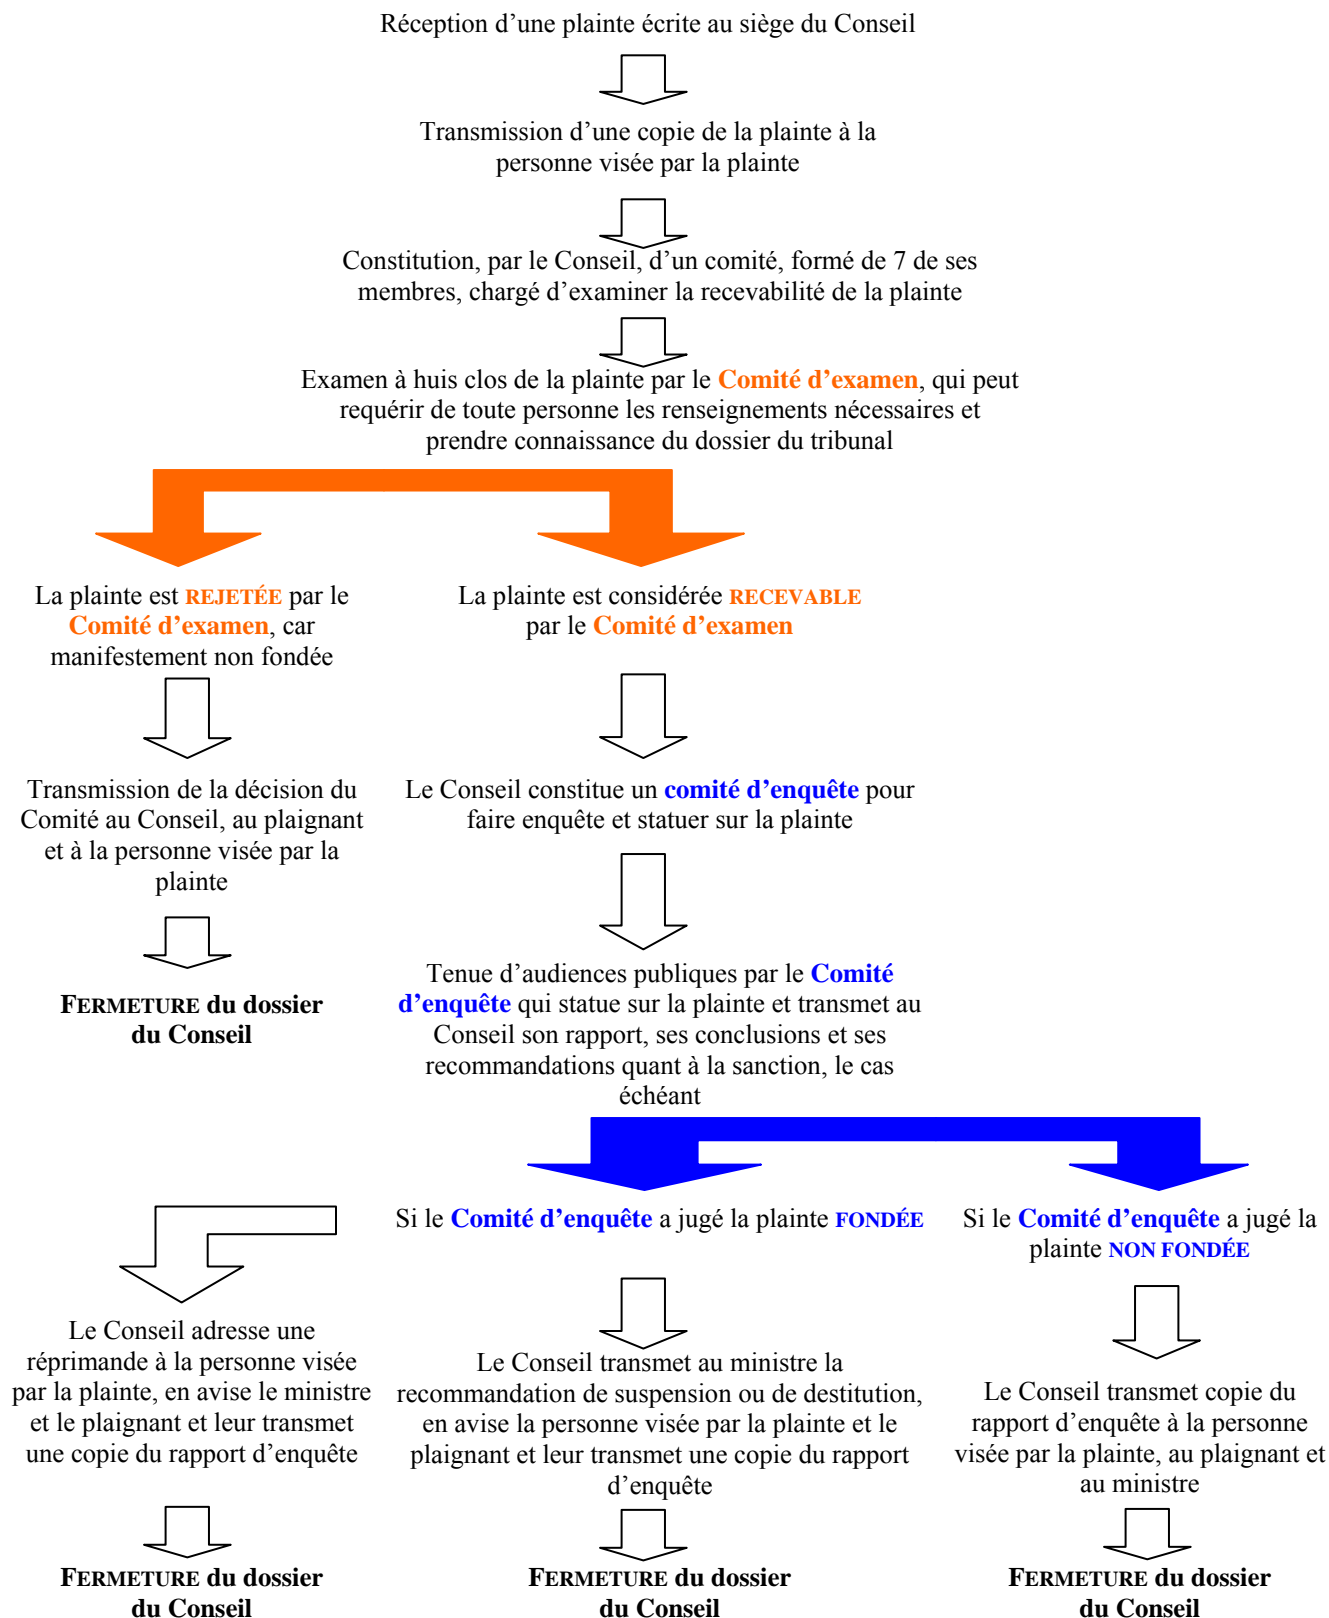 Réception d’une plainte écrite au siège du Conseil
Transmission d’une copie de la plainte à la
personne visée par la plainte
Constitution, par le Conseil, d’un comité, formé de 7 de ses
membres, chargé d’examiner la recevabilité de la plainte
Examen à huis clos de la plainte par le Comité d’examen, qui peut
requérir de toute personne les renseignements nécessaires et
prendre connaissance du dossier du tribunal
La plainte est REJETÉE par le
Comité d’examen, car
manifestement non fondée
La plainte est considérée RECEVABLE
par le Comité d’examen
Transmission de la décision du
Comité au Conseil, au plaignant
et à la personne visée par la
plainte
Le Conseil constitue un comité d’enquête pour
faire enquête et statuer sur la plainte
FERMETURE du dossier
du Conseil
Tenue d’audiences publiques par le Comité
d’enquête qui statue sur la plainte et transmet au
Conseil son rapport, ses conclusions et ses
recommandations quant à la sanction, le cas
échéant
Si le Comité d’enquête a jugé la plainte FONDÉE
Si le Comité d’enquête a jugé la
plainte NON FONDÉE
Le Conseil adresse une
réprimande à la personne visée
par la plainte, en avise le ministre
et le plaignant et leur transmet
une copie du rapport d’enquête
Le Conseil transmet au ministre la
recommandation de suspension ou de destitution,
en avise la personne visée par la plainte et le
plaignant et leur transmet une copie du rapport
d’enquête
Le Conseil transmet copie du
rapport d’enquête à la personne
visée par la plainte, au plaignant et
au ministre
FERMETURE du dossier
du Conseil
FERMETURE du dossier
du Conseil
FERMETURE du dossier
du Conseil